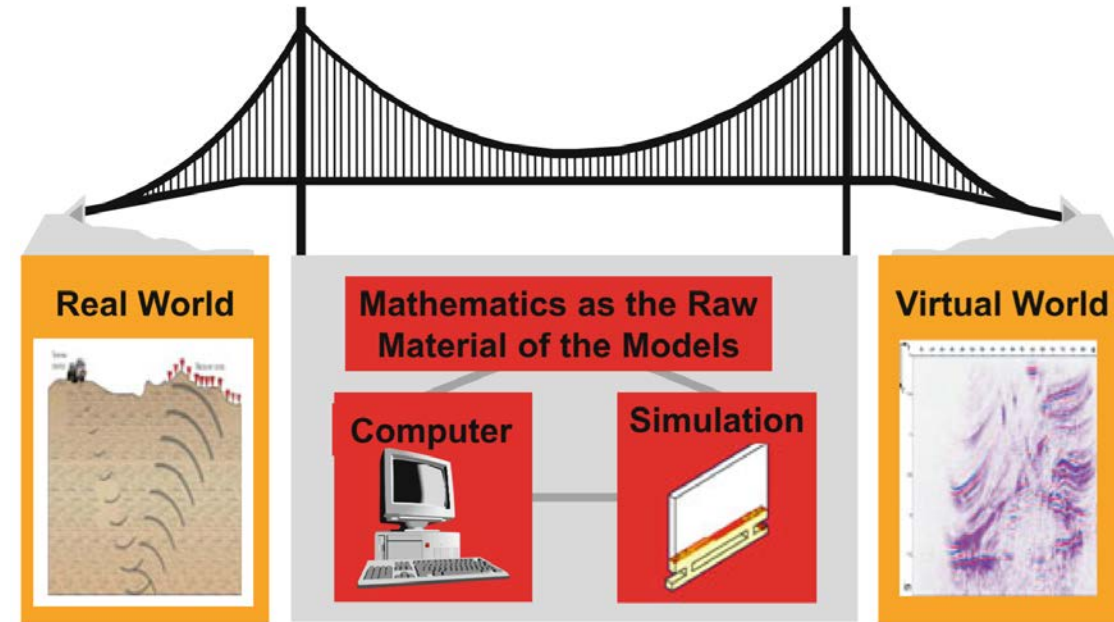 Real World
Mathematics as the Raw
Material of the Models
Computer
Simulation
Virtual World